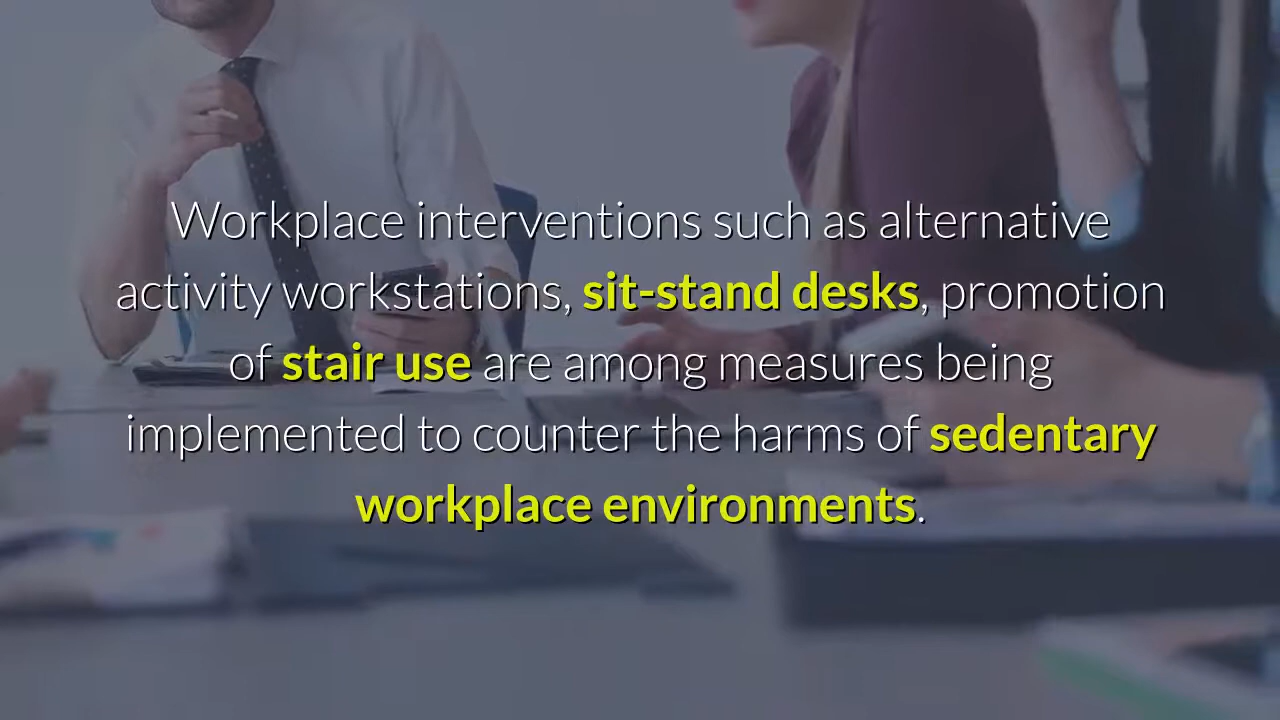 Workplace interventions such as alternative
activity workstations, sit-stand desks, promotion
of stair use are among measures being
implemented to counter the harms of sedentary
workplace environments.